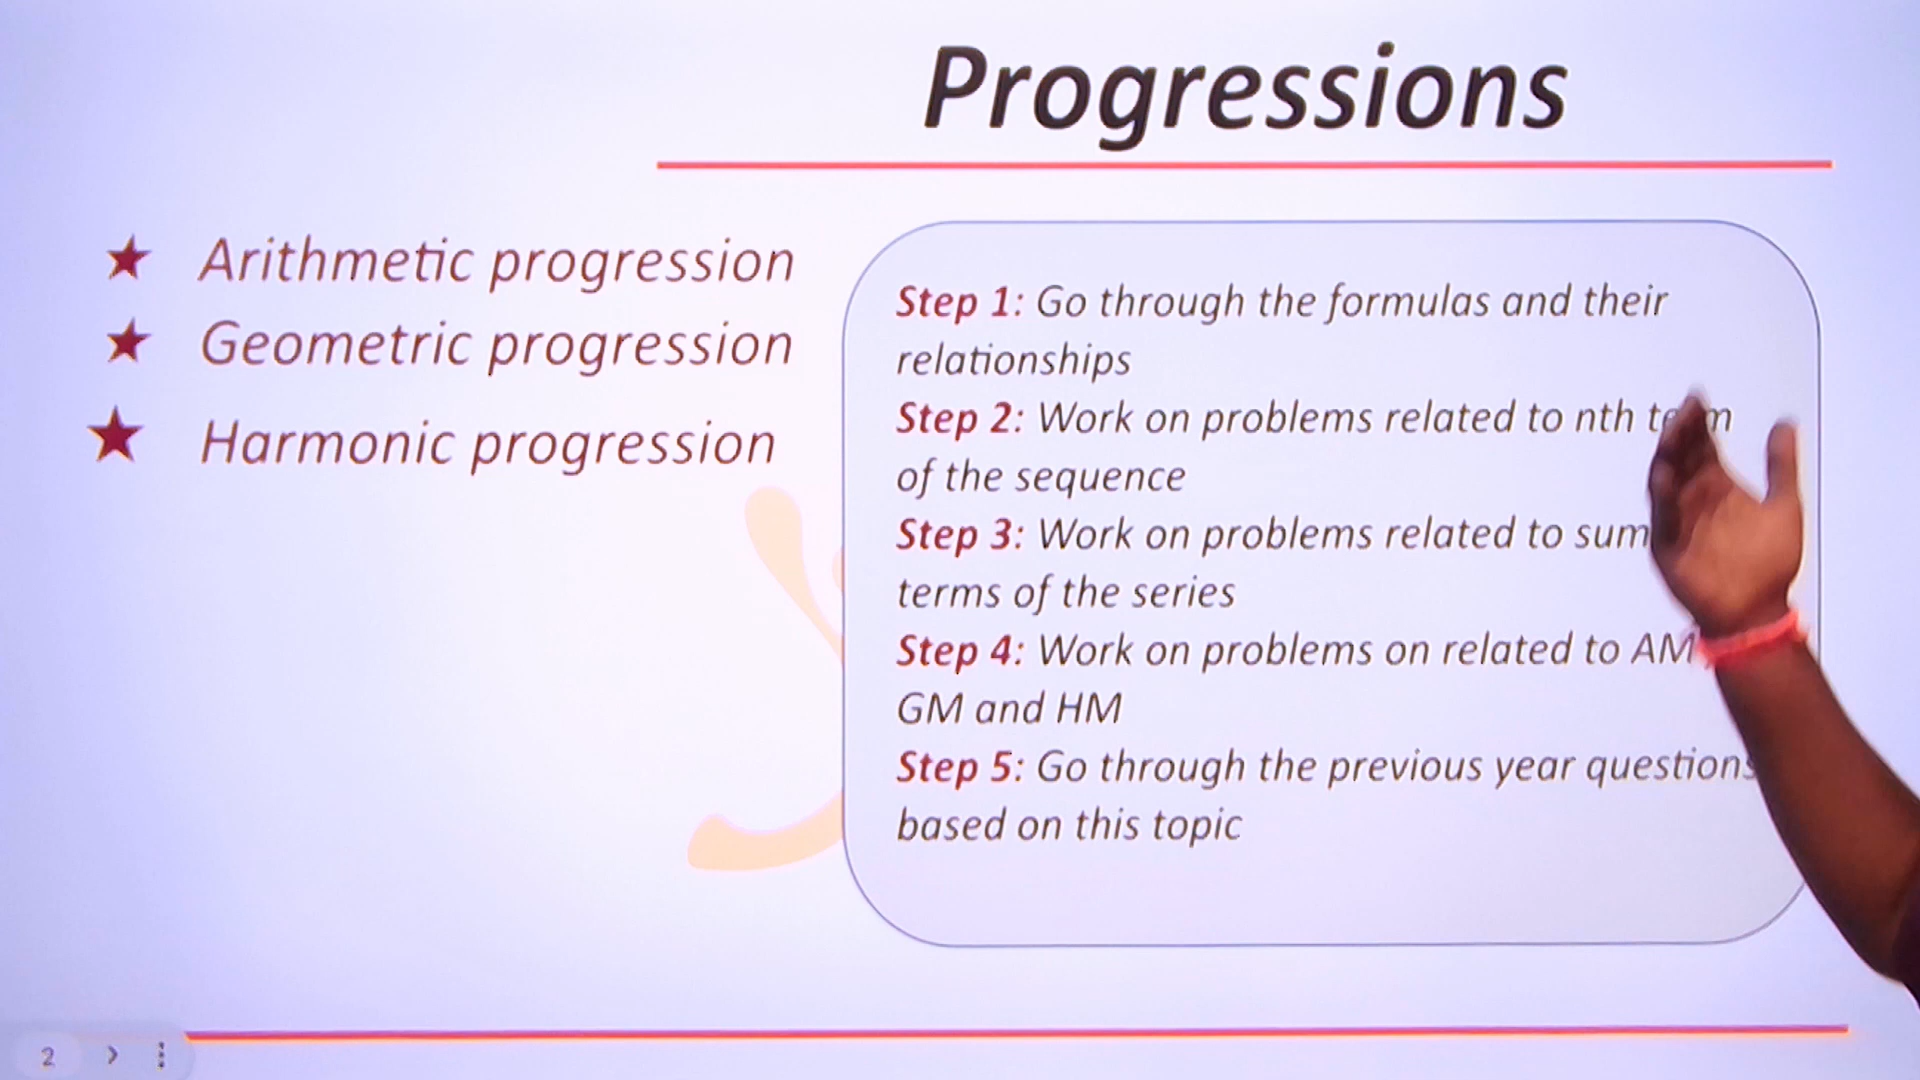 Progressions
★ Arithmetic progression
★ Geometric progression
★ Harmonic progression
Step 1: Go through the formulas and their
relationships
Step 2: Work on problems related to nth
of the sequence
Step 3: Work on problems related to sum
terms of the series
Step 4: Work on problems on related to AM
GM and HM
Step 5: Go through the previous year questions
based on this topic
2